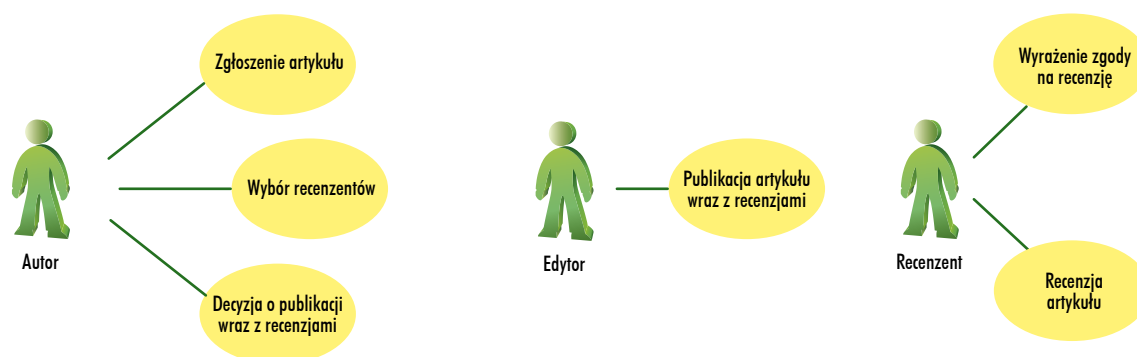 Zgłoszenie artykułu
Wybór recenzentów
Autor
Decyzja o publikacji
wraz z recenzjami
Publikacja artykułu
wraz z recenzjami
Edytor
Wyrażenie zgody
na recenzję
Recenzent
Recenzja
artykułu